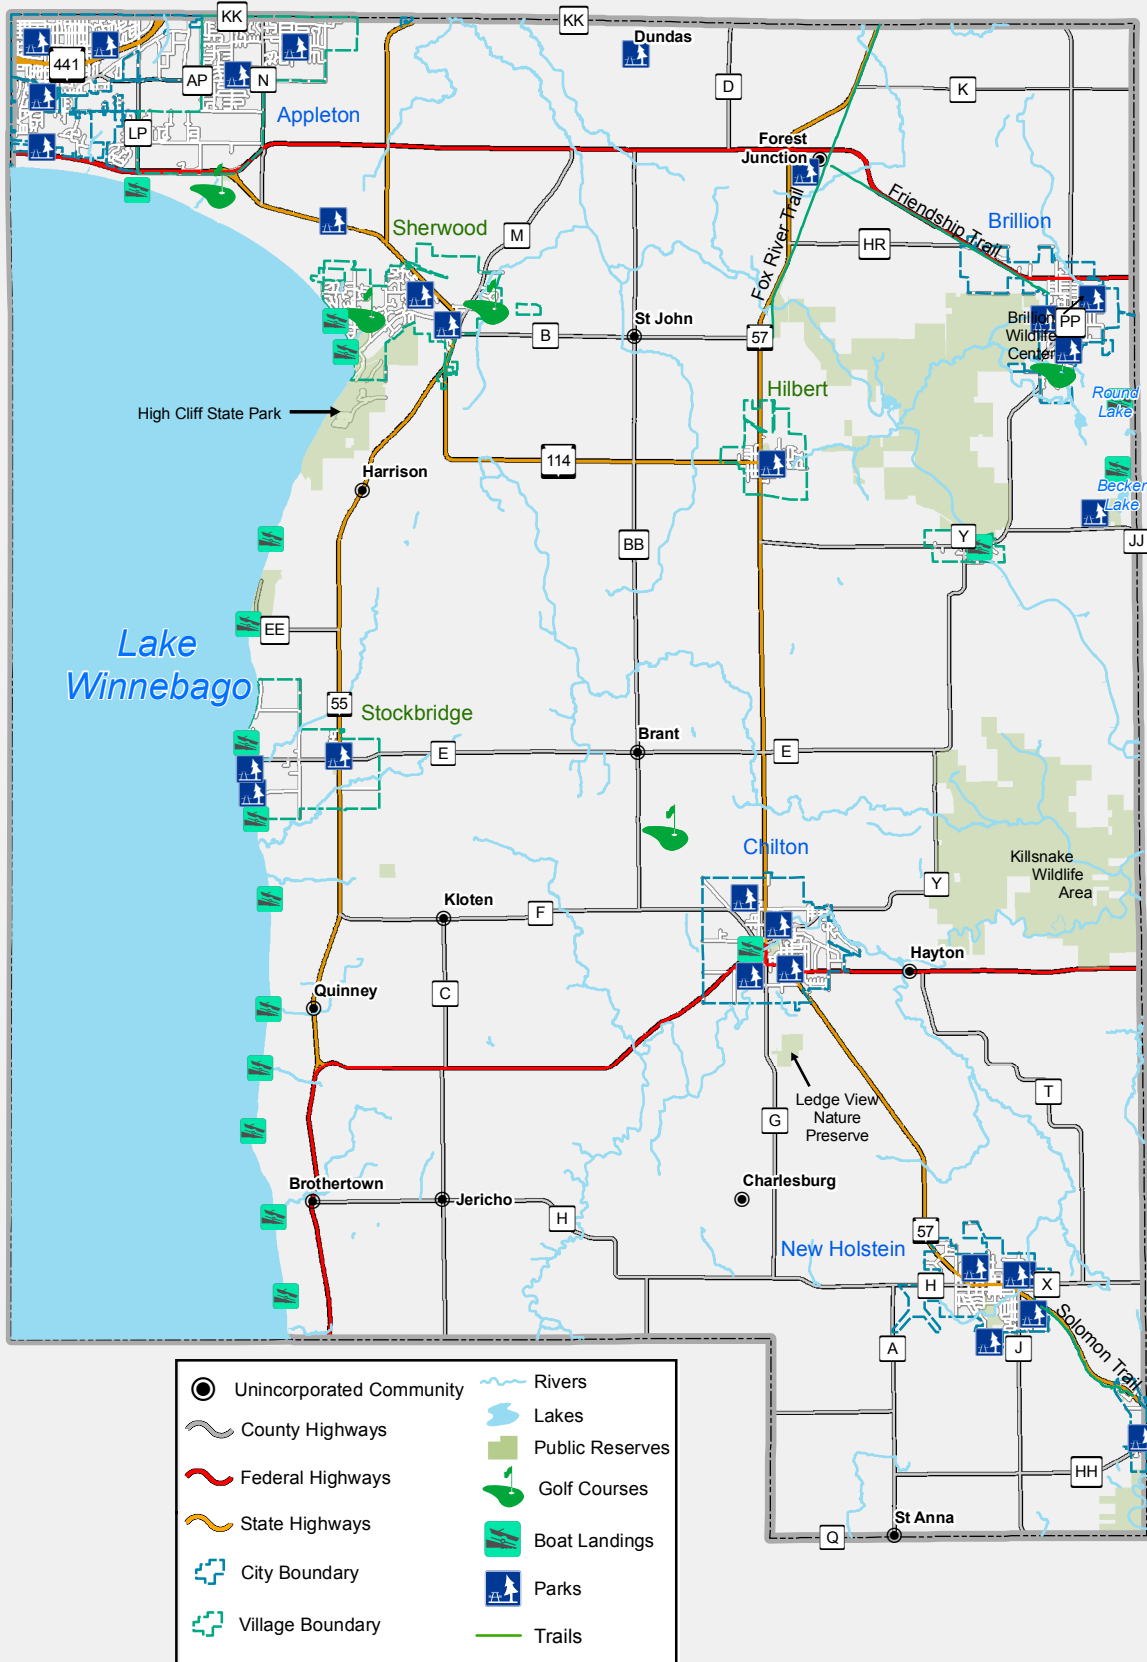 KK
KK
Dundas
441
AP
N
D
K
Appleton
LP
Forest
Junction
Friendship Trail
Brillion
Sherwood
M
Fox River Trail
HR
St John
B
57
Brillion
Wildlife
Center
PP
Hilbert
Round
Lake
High Cliff State Park
114
Harrison
Becker
Lake
BB
Y
JJ
EE
Lake
Winnebago
55
Stockbridge
Brant
E
E
Chilton
Killsnake
Wildlife
Area
Y
Kloten
F
Hayton
C
Quinney
T
Ledge View
Nature
Preserve
G
Brothertown
Jericho
Charlesburg
H
57
New Holstein
H
X
Solomon Trail
A
J
HH
St Anna
Q
Unincorporated Community
County Highways
Federal Highways
State Highways
City Boundary
Village Boundary
Rivers
Lakes
Public Reserves
Golf Courses
Boat Landings
Parks
Trails